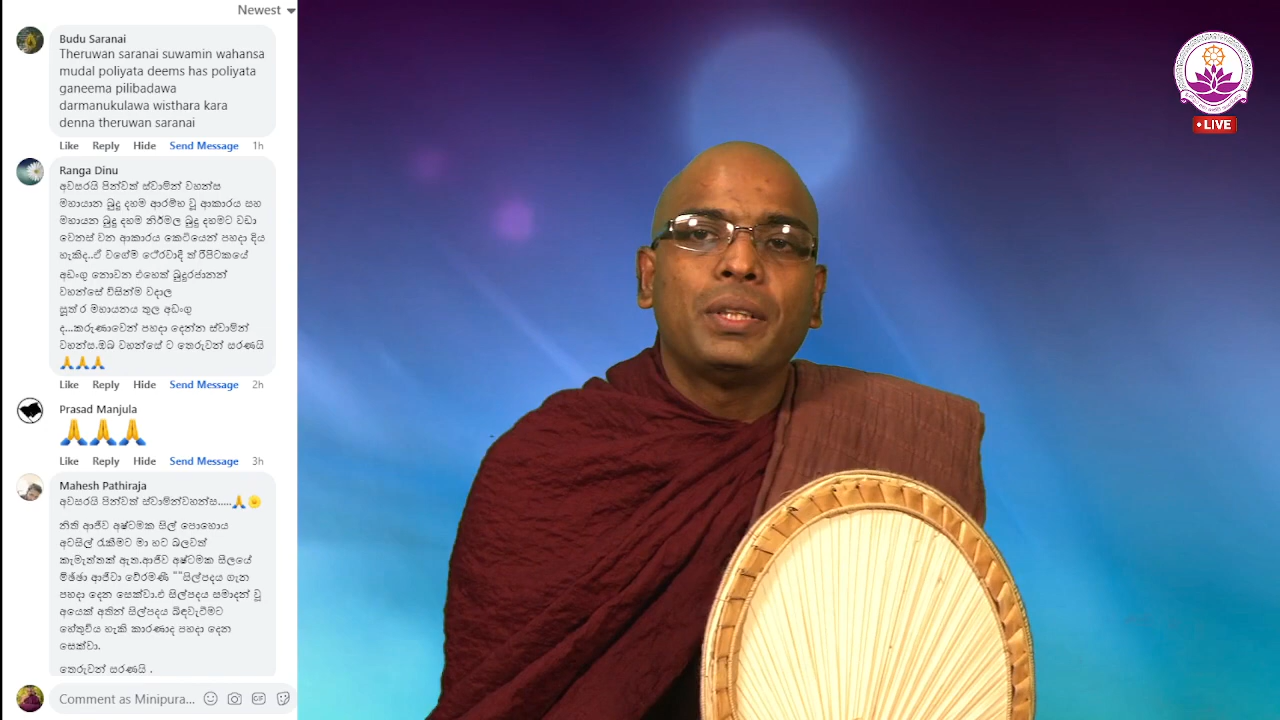 Newest
Budu Saranai
Theruwan saranai suwamin wahansa
mudal poliyata deems has poliyata
ganeema pilibadawa
darmanukulawa wisthara kara
denna theruwan saranai
Like Reply Hide Send Message 1h
Ranga Dinu
අවසරයි පින්වත් ස්වාමින් වහන්ස
මහායාන බුදු දහම ආරම්භ වූ ආකාරය සහ
මහායන බුදු දහම නිර්මල බුදු දහමට වඩා
වෙනස් වන ආකාරය කෙටියෙන් පහදා දිය
හැකිද..ඒ වගේම ථේරවාදී ත්‍රිපිටකයේ
අඩංගු නොවන එහෙත් බුදුරජානන්
වහන්සේ විසින්ම වදාල
සූත්‍ර මහායනය තුල අඩංගු
ද...කරුණාවෙන් පහදා දෙන්න ස්වාමින්
වහන්ස.ඔබ වහන්සේ ට තෙරුවන් සරණයි
🙏🙏🙏
Like Reply Hide Send Message 2h
Prasad Manjula
🙏🙏🙏
Like Reply Hide Send Message 3h
Mahesh Pathiraja
අවසරයි පින්වත් ස්වාමින්වහන්ස.....🙏🌼
නිති ආජීව අෂ්ටමක සිල් පොහොය
අටසිල් රැකීමට මා හට බලවත්
කැමැත්තක් ඇත.ආජීව අෂ්ටමක සීලයේ
මිඡ්ඡා ආජීවා වේරමණී ""සිල්පදය ගැන
පහදා දෙන සෙක්වා.එ සිල්පදය සමාදන් වූ
අයෙක් අතින් සිල්පදය බිඳවැටීමට
හේතුවිය හැකි කාරණාද පහදා දෙන
සෙක්වා.
තෙරුවන් සරණයි .
Comment as Minipura...
GIF
LIVE